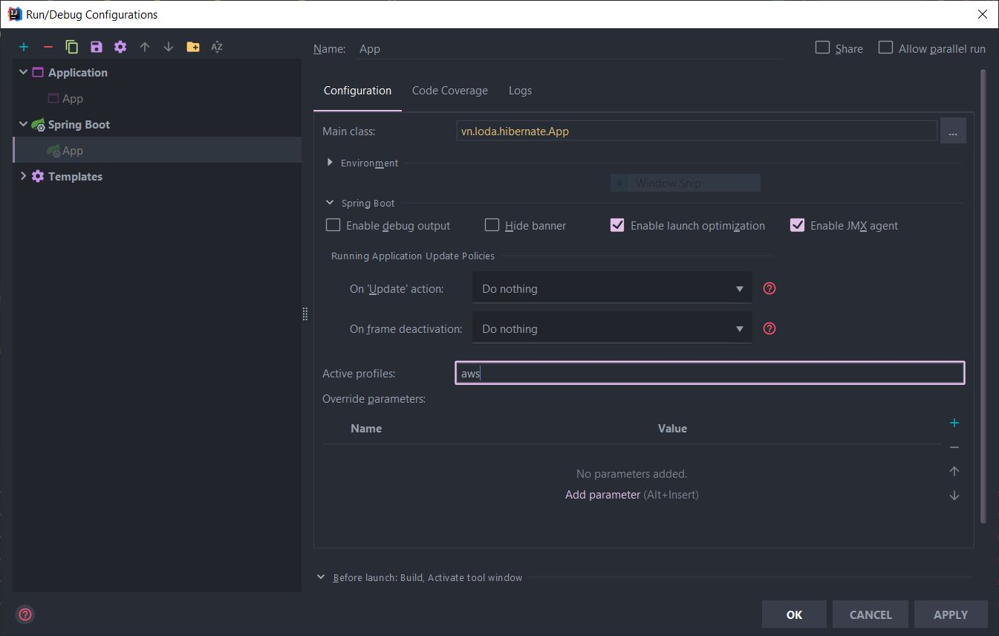 Run/Debug Configurations
Name: App
Share
Allow parallel run
Application
App
Spring Boot
App
Templates
Configuration
Code Coverage
Logs
Main class: vn.loda.hibernate.App ...
Environment
Window Snip
Spring Boot
Enable debug output
Hide banner
Enable launch optimization
Enable JMX agent
Running Application Update Policies
On 'Update' action: Do nothing
On frame deactivation: Do nothing
Active profiles: aws
Override parameters:
Name Value
No parameters added.
Add parameter (Alt+Insert)
Before launch: Build, Activate tool window
OK CANCEL APPLY